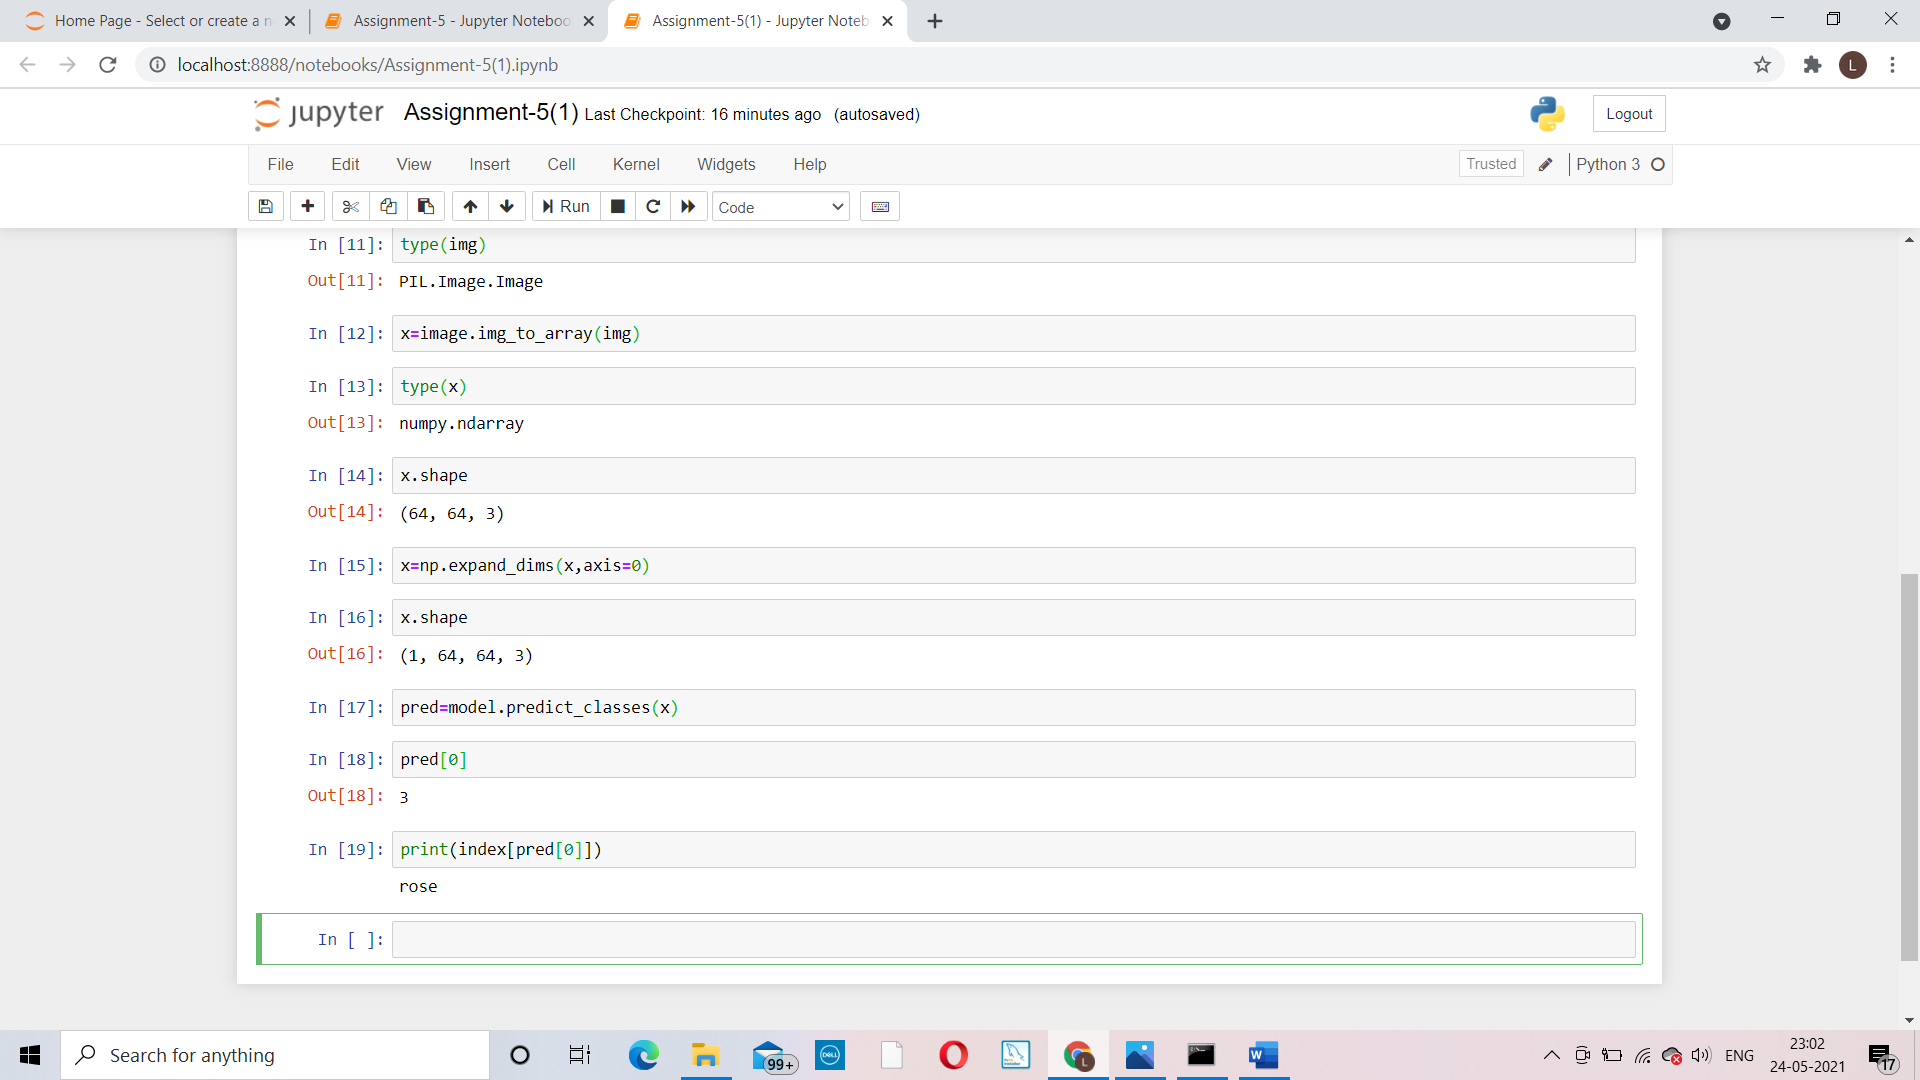 Home Page - Select or create a n
Assignment-5 - Jupyter Noteboo
Assignment-5(1) - Jupyter Noteb
localhost:8888/notebooks/Assignment-5(1).ipynb
L
jupyter Assignment-5(1) Last Checkpoint: 16 minutes ago (autosaved)
Logout
File Edit View Insert Cell Kernel Widgets Help
Trusted Python 3
Run Code
In [11]: type(img)
Out[11]: PIL.Image.Image
In [12]: x=image.img_to_array(img)
In [13]: type(x)
Out[13]: numpy.ndarray
In [14]: x.shape
Out[14]: (64, 64, 3)
In [15]: x=np.expand_dims(x,axis=0)
In [16]: x.shape
Out[16]: (1, 64, 64, 3)
In [17]: pred=model.predict_classes(x)
In [18]: pred[0]
Out[18]: 3
In [19]: print(index[pred[0]])
rose
In [ ]:
Search for anything
99+
DELL
L
W
ENG
23:02
24-05-2021
17